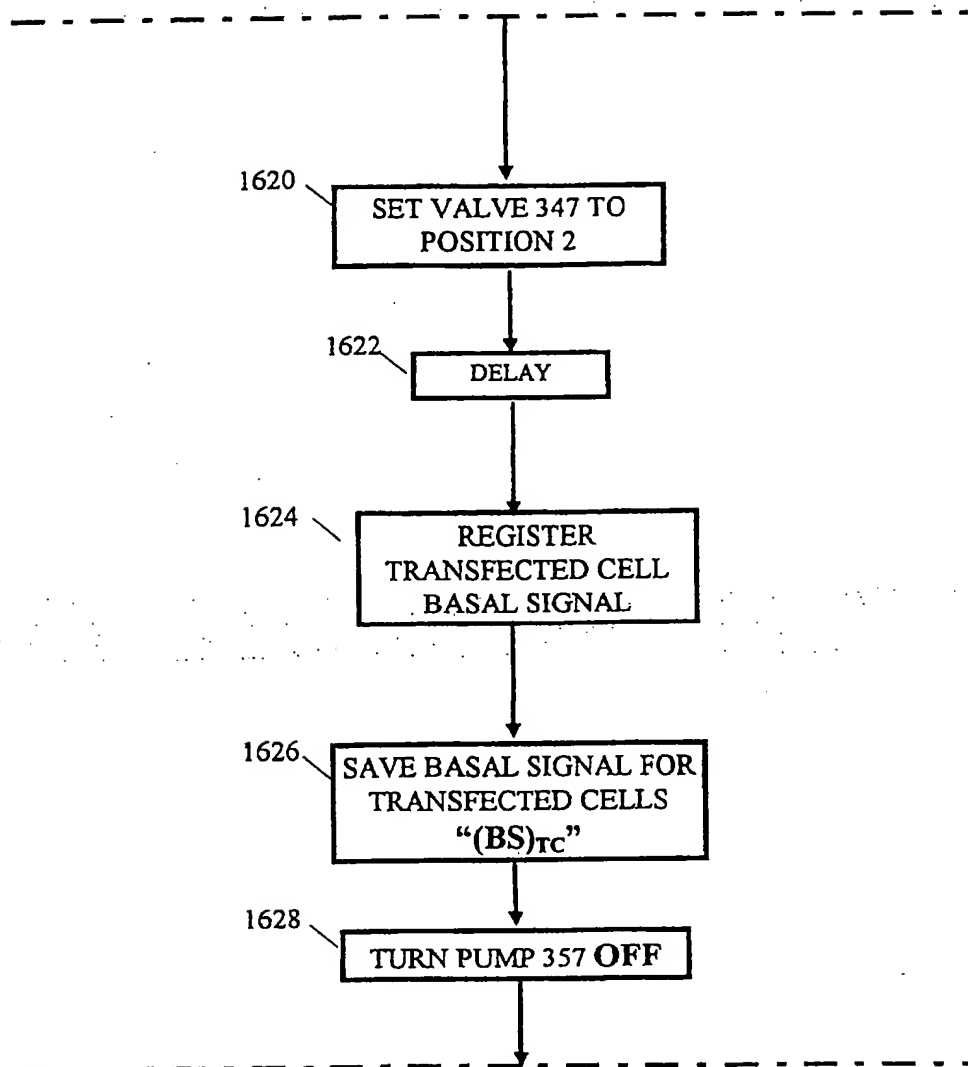 1620
SET VALVE 347 TO
POSITION 2
1622
DELAY
1624
REGISTER
TRANSFECTED CELL
BASAL SIGNAL
1626
SAVE BASAL SIGNAL FOR
TRANSFECTED CELLS
“(BS)TC”
1628
TURN PUMP 357 OFF